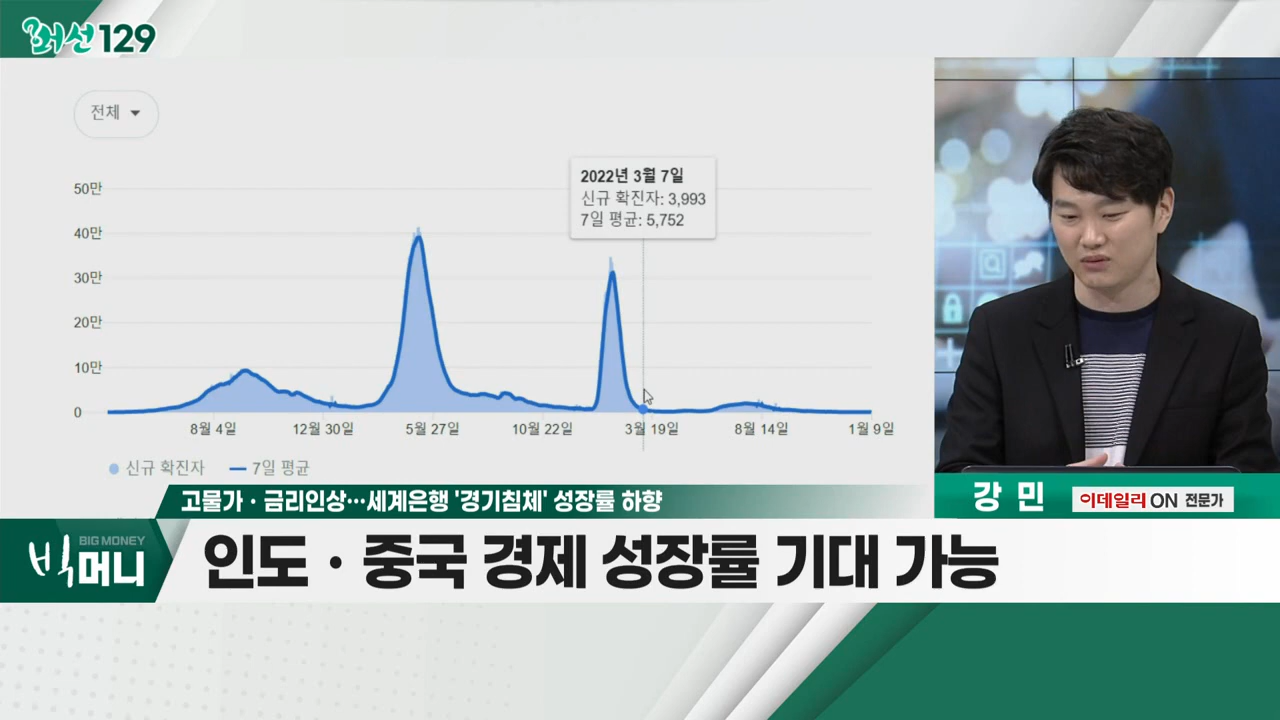 최선129
전체
2022년 3월 7일
신규 확진자: 3,993
7일 평균: 5,752
50만
40만
30만
20만
10만
0
8월 4일
12월 30일
5월 27일
10월 22일
3월 19일
8월 14일
1월 9일
신규 확진자
7일 평균
강 민
이데일리ON 전문가
고물가·금리인상…세계은행 '경기침체' 성장률 하향
BIG MONEY
빅머니
인도·중국 경제 성장률 기대 가능